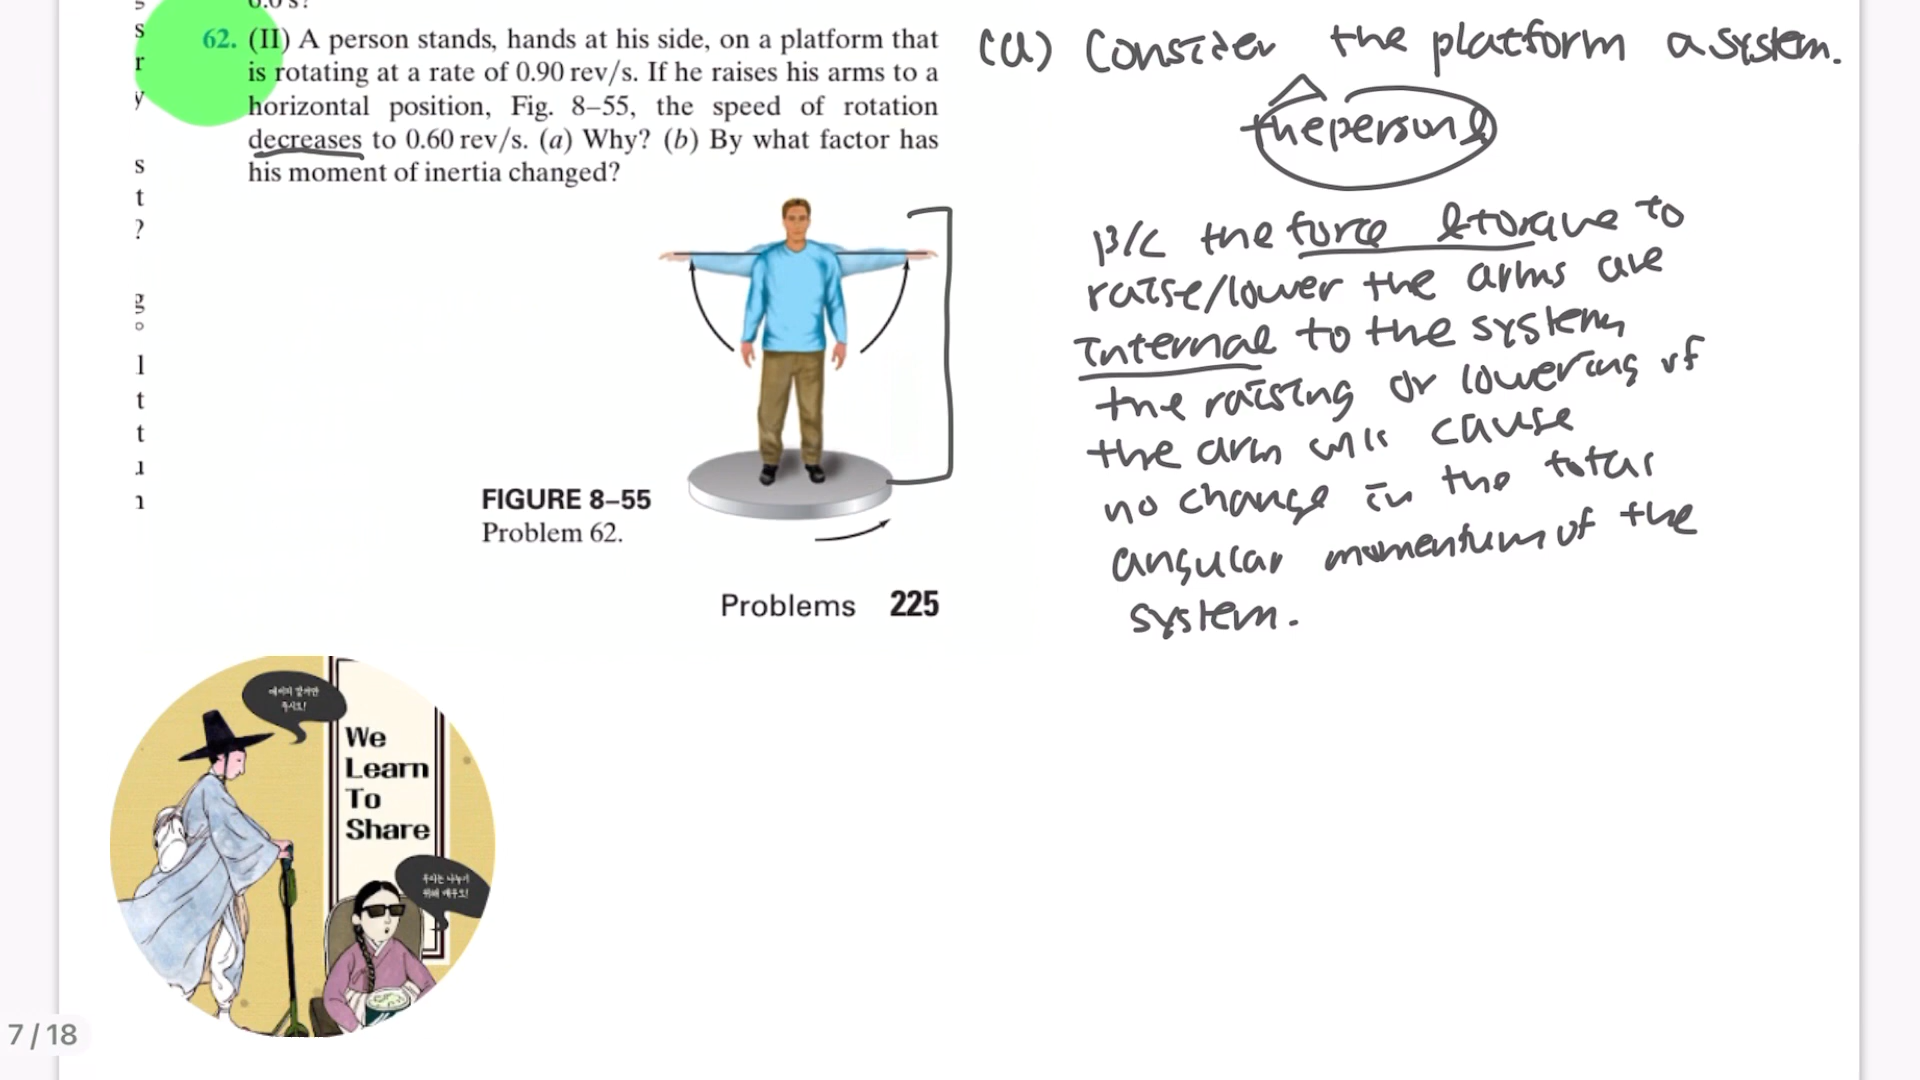 0.0 s?
s
r
y
s
t
?
g
o
l
t
t
1
1
62. (II) A person stands, hands at his side, on a platform that
is rotating at a rate of 0.90 rev/s. If he raises his arms to a
horizontal position, Fig. 8–55, the speed of rotation
decreases to 0.60 rev/s. (a) Why? (b) By what factor has
his moment of inertia changed?
FIGURE 8–55
Problem 62.
Problems 225
(a) Consider the platform a system.
the person &
B/C the force & torque to
raise/lower the arms are
Internal to the system
the raising or lowering of
the arm will cause
no change in the total
angular momentum of the
system.
We
Learn
To
Share
7 / 18